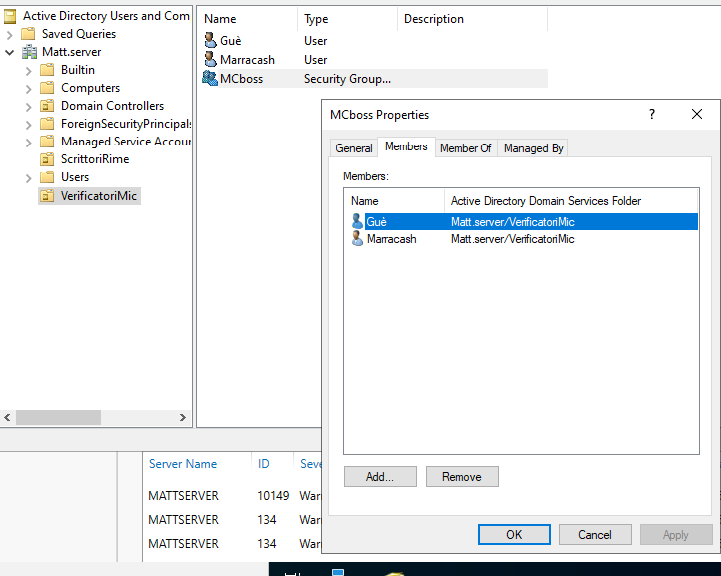 Active Directory Users and Com
Saved Queries
Matt.server
Builtin
Computers
Domain Controllers
ForeignSecurityPrincipals
Managed Service Accour
ScrittoriRime
Users
VerificatoriMic
Name Type Description
Guè User
Marracash User
MCboss Security Group...
MCboss Properties
? X
General Members Member Of Managed By
Members:
Name Active Directory Domain Services Folder
Guè Matt.server/VerificatoriMic
Marracash Matt.server/VerificatoriMic
Add... Remove
OK Cancel Apply
Server Name ID Seve
MATTSERVER 10149 War
MATTSERVER 134 War
MATTSERVER 134 War